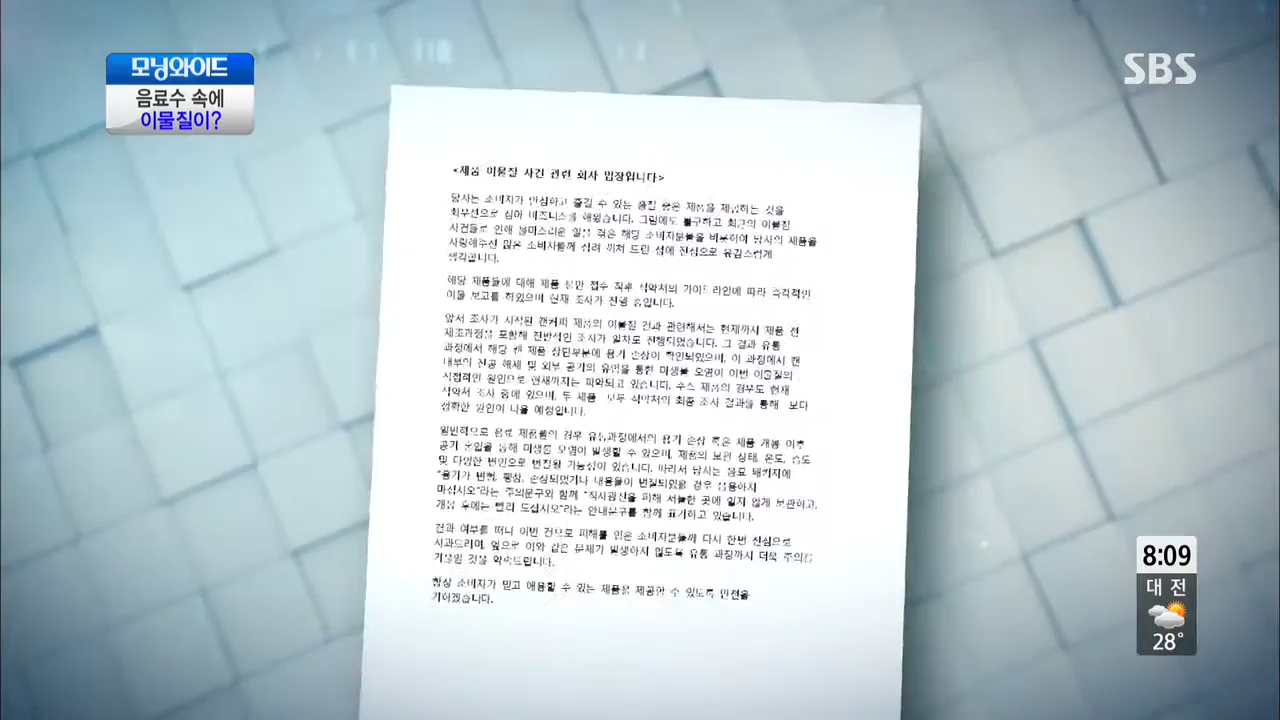 모닝와이드
음료수 속에
이물질이?
SBS
<제품 이물질 사건 관련 회사 입장입니다>
당사는 소비자가 안심하고 즐길 수 있는 품질 좋은 제품을 제공하는 것을
최우선으로 삼아 비즈니스를 해왔습니다. 그럼에도 불구하고 최근의 이물질
사건들로 인해 불미스러운 일을 겪은 해당 소비자분들을 비롯하여 당사의 제품을
사랑해주신 많은 소비자들께 심려 끼쳐 드린 점에 진심으로 유감스럽게
생각합니다.
해당 제품들에 대해 제품 불만 접수 직후 식약처의 가이드라인에 따라 즉각적인
이물 보고를 하였으며 현재 조사가 진행 중입니다.
앞서 조사가 시작된 캔커피 제품의 이물질 건과 관련해서는 현재까지 제품 전
제조과정을 포함해 전반적인 조사가 일차도 진행되었습니다. 그 결과 유통
과정에서 해당 캔 제품 상단부분에 용기 손상이 확인되었으며, 이 과정에서 캔
내부의 진공 해제 및 외부 공기의 유입을 통한 미생물 오염이 이번 이물질의
직접적인 원인으로 현재까지는 파악되고 있습니다. 주스 제품의 경우도 현재
식약처 조사 중에 있으며, 두 제품 모두 식약처의 최종 조사 결과를 통해 보다
정확한 원인이 나올 예정입니다.
일반적으로 음료 제품들의 경우 유통과정에서의 용기 손상 혹은 제품 개봉 이후
공기 혼입을 통해 미생물 오염이 발생할 수 있으며, 제품의 보관 상태, 온도, 습도
및 다양한 변인으로 변질될 가능성이 있습니다. 따라서 당사는 음료 패키지에
"용기가 변형, 팽창, 손상되었거나 내용물이 변질되었을 경우 음용하지
마십시오"라는 주의문구와 함께 "직사광선을 피해 서늘한 곳에 얼지 않게 보관하고,
개봉 후에는 빨리 드십시오"라는 안내문구를 함께 표기하고 있습니다.
결과 여부를 떠나 이번 건으로 피해를 입은 소비자분들께 다시 한번 진심으로
사과드리며, 앞으로 이와 같은 문제가 발생하지 않도록 유통 과정까지 더욱 주의를
기울일 것을 약속드립니다.
항상 소비자가 믿고 애용할 수 있는 제품을 제공할 수 있도록 만전을
기하겠습니다.
8:09
대 전
28°